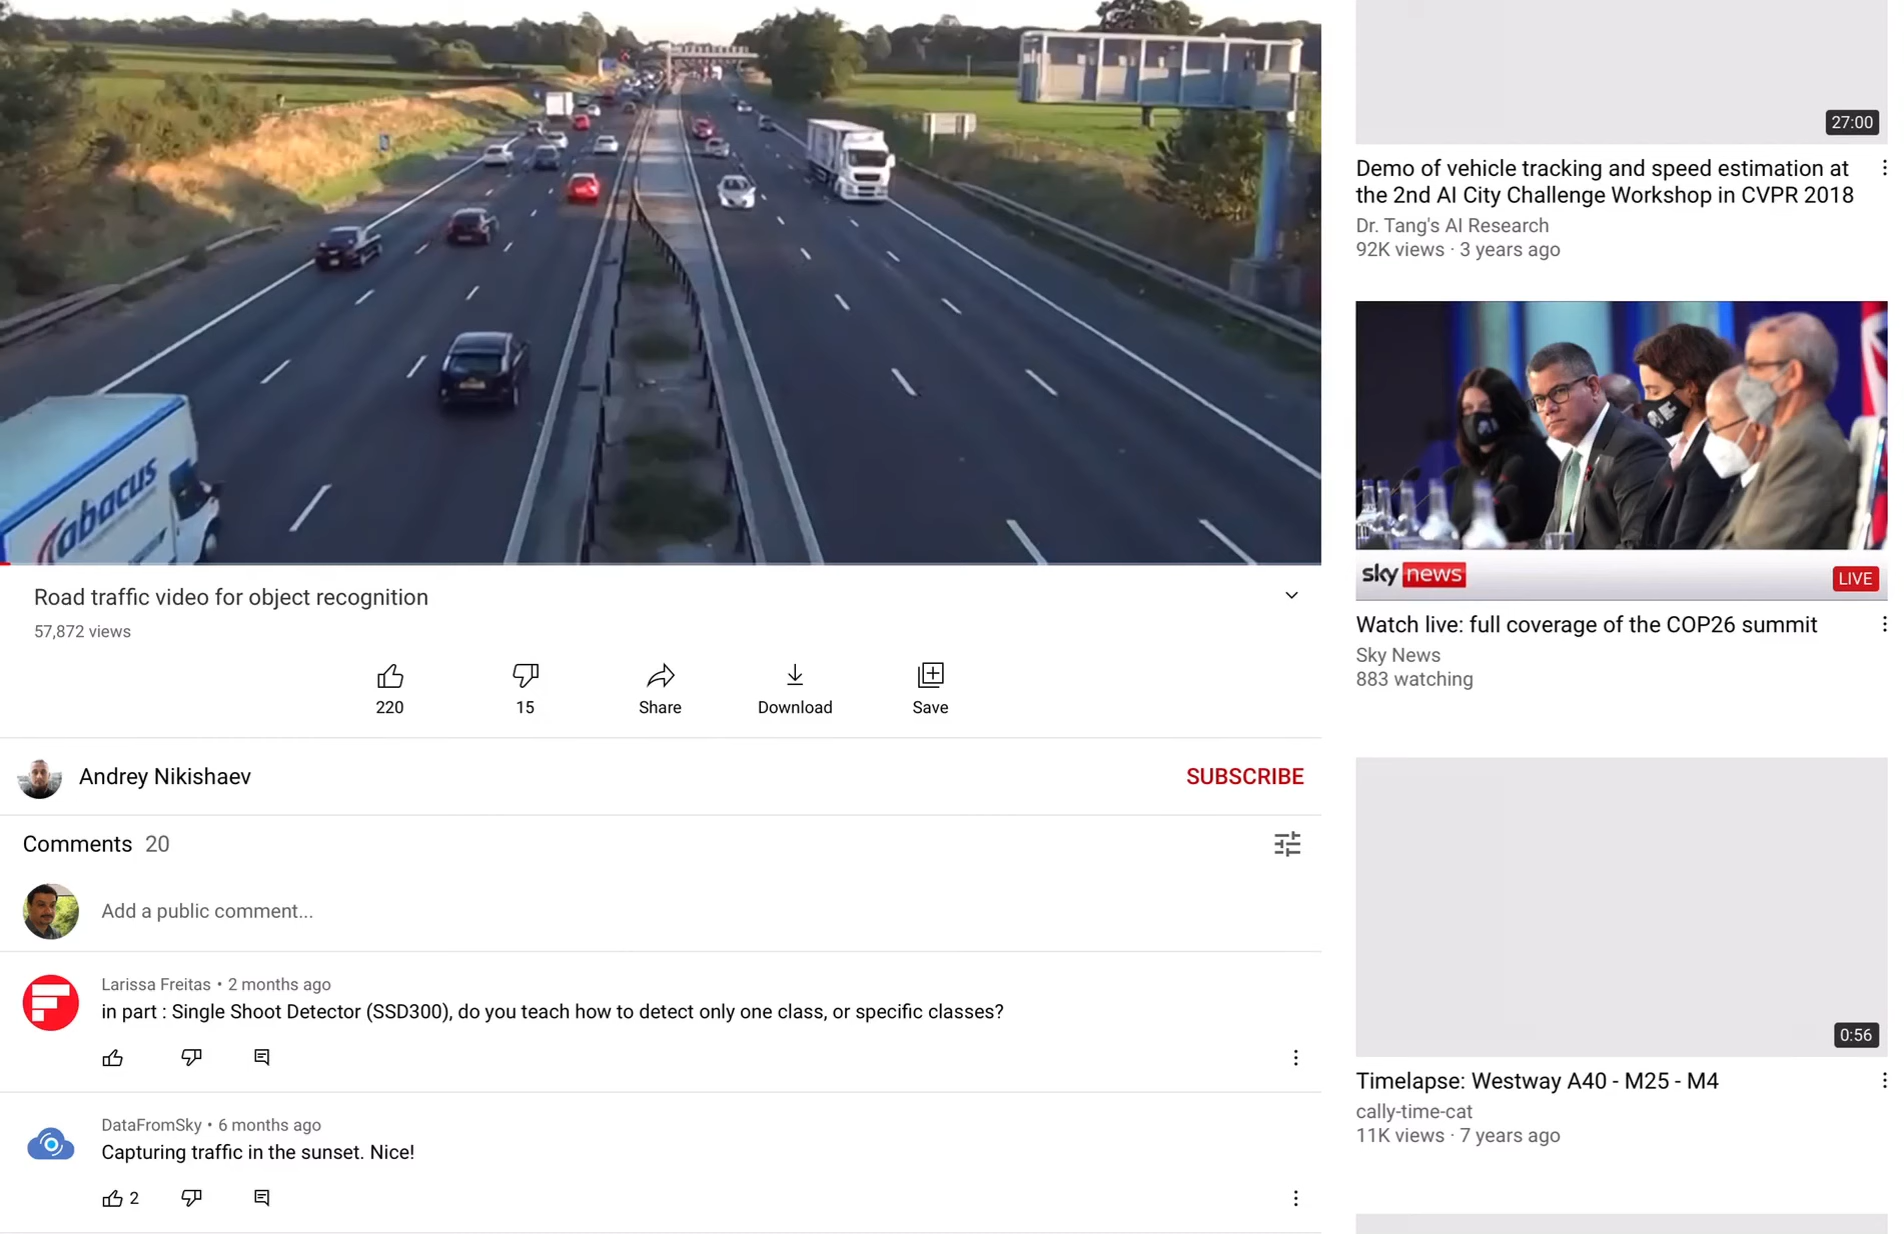 abacus
Road traffic video for object recognition
57,872 views
220
15
Share
Download
Save
Andrey Nikishaev
SUBSCRIBE
Comments 20
Add a public comment...
Larissa Freitas • 2 months ago
in part : Single Shoot Detector (SSD300), do you teach how to detect only one class, or specific classes?
DataFromSky • 6 months ago
Capturing traffic in the sunset. Nice!
2
27:00
Demo of vehicle tracking and speed estimation at
the 2nd AI City Challenge Workshop in CVPR 2018
Dr. Tang's AI Research
92K views · 3 years ago
sky news
LIVE
Watch live: full coverage of the COP26 summit
Sky News
883 watching
0:56
Timelapse: Westway A40 - M25 - M4
cally-time-cat
11K views · 7 years ago